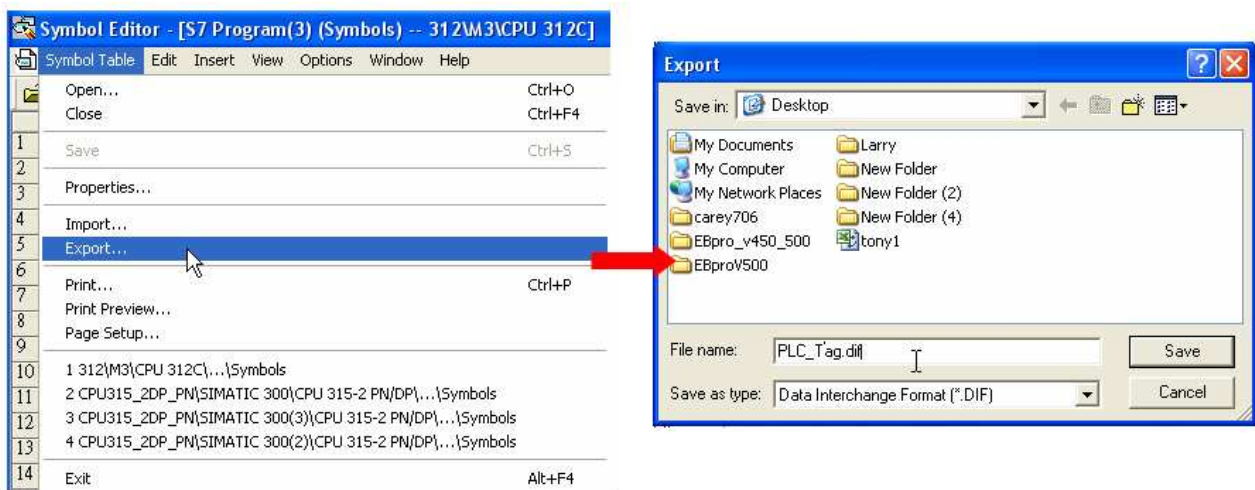 Symbol Editor - [S7 Program(3) (Symbols) -- 312\M3\CPU 312C]
Symbol Table Edit Insert View Options Window Help
Open... Ctrl+O
Close Ctrl+F4
Save Ctrl+S
Properties...
Import...
Export...
Print... Ctrl+P
Print Preview...
Page Setup...
1 312\M3\CPU 312C\...\Symbols
2 CPU315_2DP_PN\SIMATIC 300\CPU 315-2 PN/DP\...\Symbols
3 CPU315_2DP_PN\SIMATIC 300(3)\CPU 315-2 PN/DP\...\Symbols
4 CPU315_2DP_PN\SIMATIC 300(2)\CPU 315-2 PN/DP\...\Symbols
Exit Alt+F4
1
2
3
4
5
6
7
8
9
10
11
12
13
14
Export
Save in: Desktop
My Documents
My Computer
My Network Places
carey706
EBpro_v450_500
EBproV500
Larry
New Folder
New Folder (2)
New Folder (4)
tony1
File name: PLC_Tag.dif
Save
Save as type: Data Interchange Format (*.DIF)
Cancel